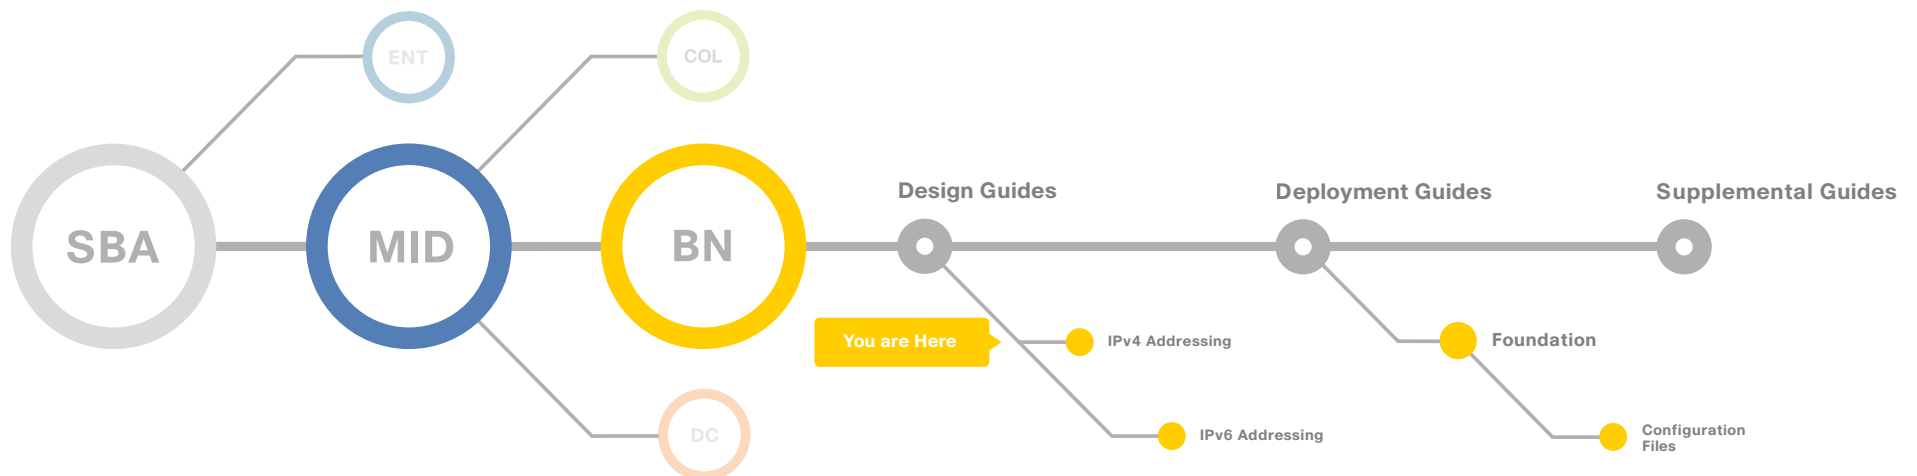 ENT
COL
SBA
MID
BN
Design Guides
Deployment Guides
Supplemental Guides
You are Here
IPv4 Addressing
Foundation
DC
IPv6 Addressing
Configuration
Files